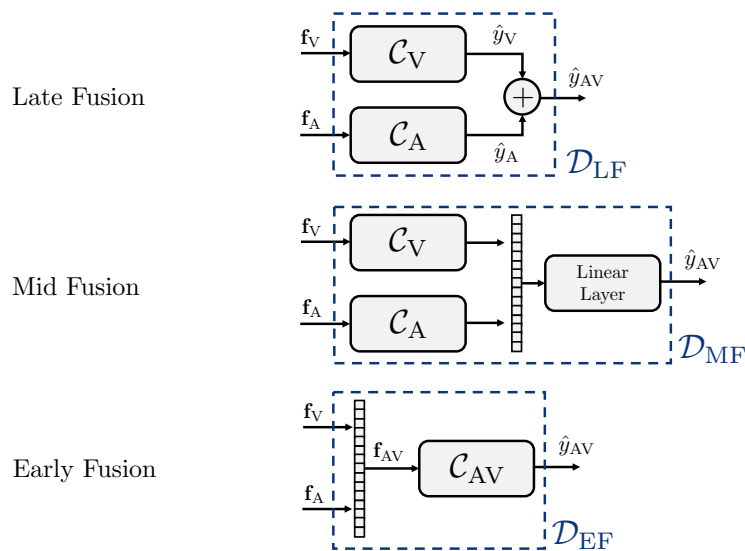 Late Fusion
f_V
C_V
ŷ_V
+
ŷ_AV
f_A
C_A
ŷ_A
D_LF
Mid Fusion
f_V
C_V
f_A
C_A
Linear
Layer
ŷ_AV
D_MF
Early Fusion
f_V
f_A
f_AV
C_AV
ŷ_AV
D_EF